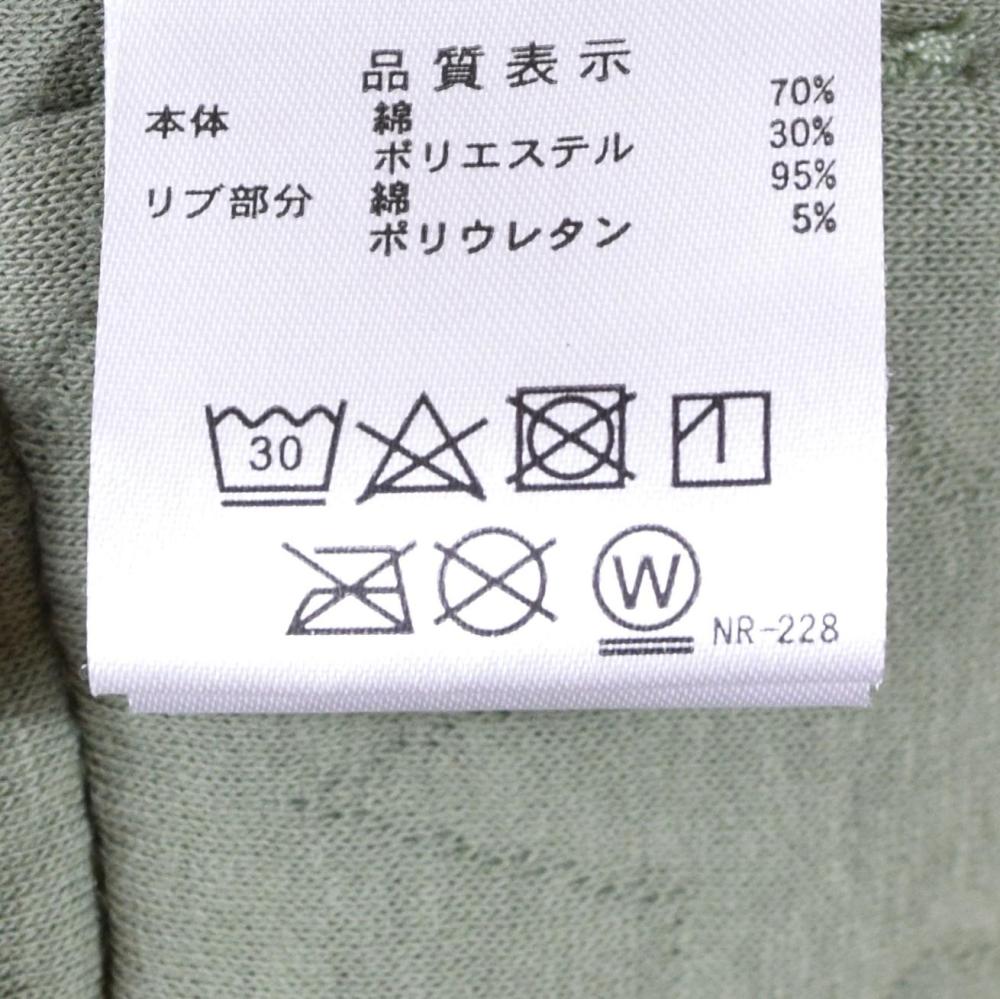 品質表示
本体 綿 70%
ポリエステル 30%
リブ部分 綿 95%
ポリウレタン 5%
30
W
NR-228